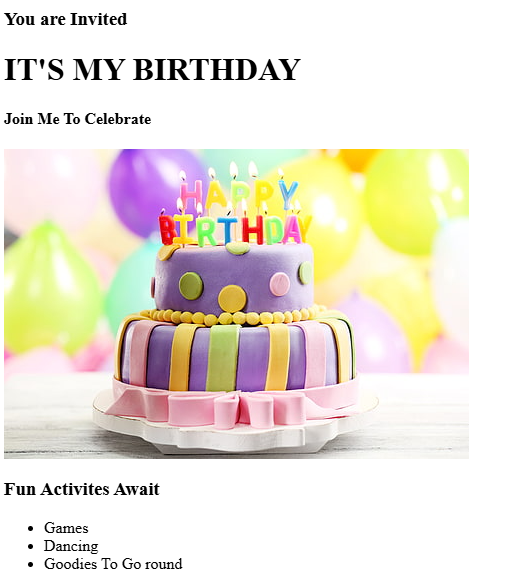 You are Invited
IT'S MY BIRTHDAY
Join Me To Celebrate
HAPPY
BIRTHDAY
Fun Activites Await
Games
Dancing
Goodies To Go round